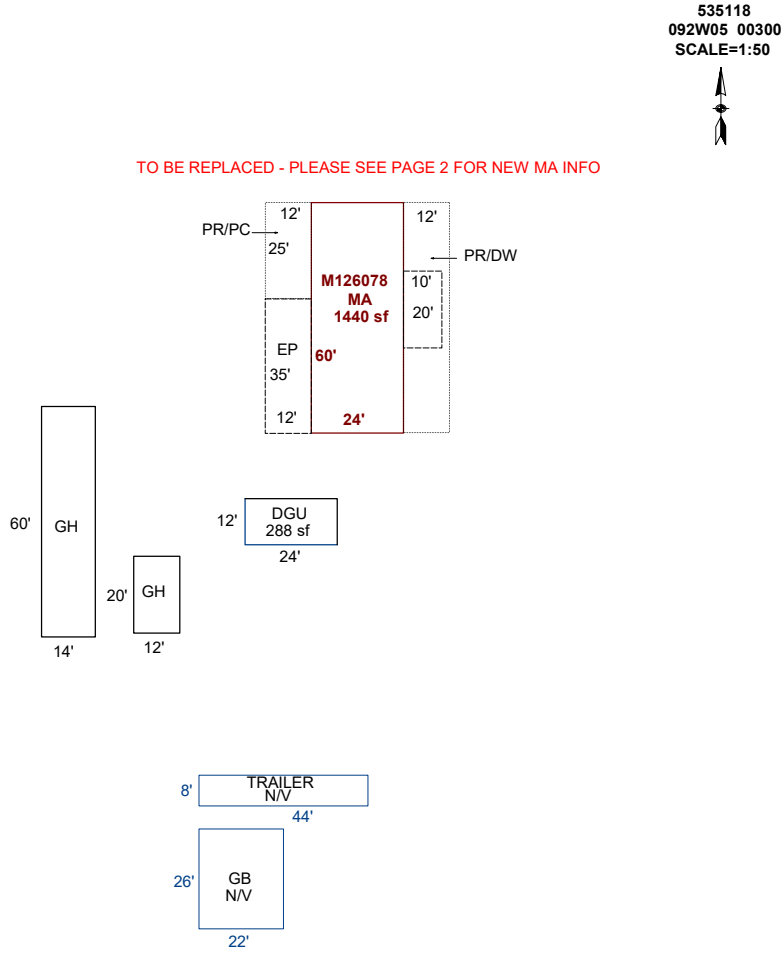 535118
092W05 00300
SCALE=1:50
TO BE REPLACED - PLEASE SEE PAGE 2 FOR NEW MA INFO
12'
12'
PR/PC
25'
PR/DW
M126078
MA
1440 sf
10'
20'
EP
60'
35'
12'
24'
60'
GH
12'
DGU
288 sf
24'
20'
GH
14'
12'
8'
TRAILER
N/V
44'
26'
GB
N/V
22'